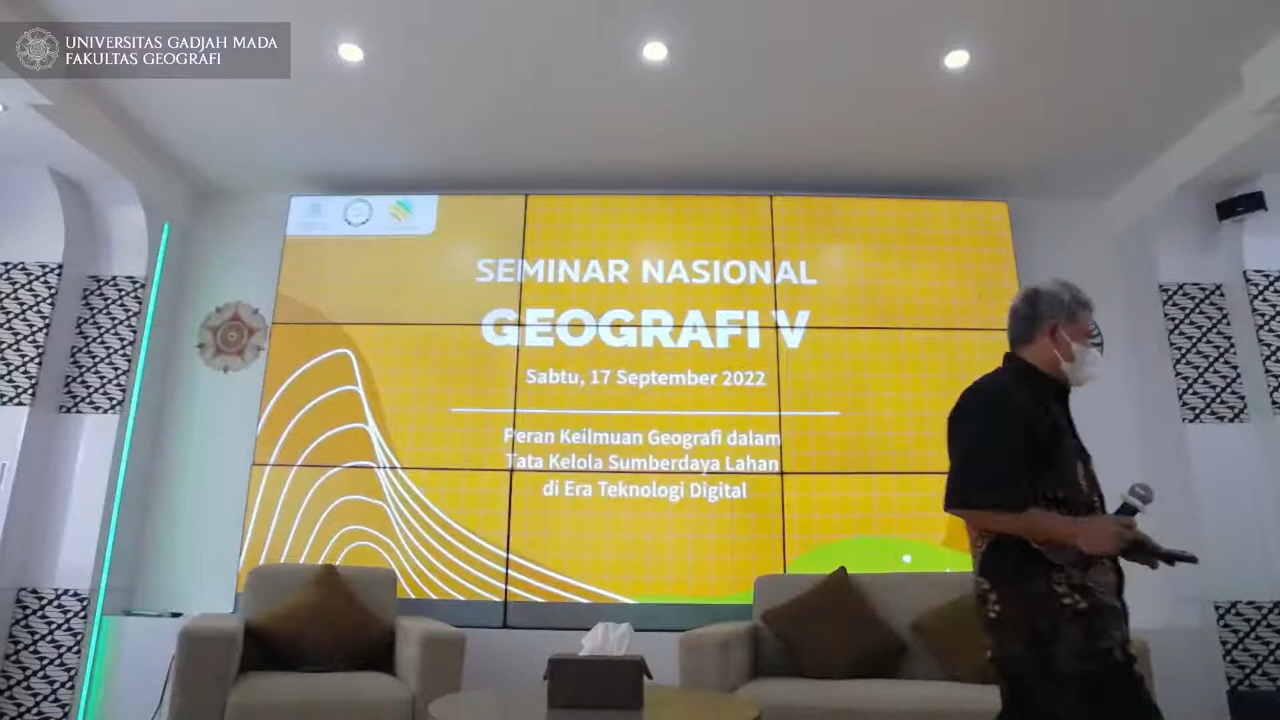 UNIVERSITAS GADJAH MADA
FAKULTAS GEOGRAFI
SEMINAR NASIONAL
GEOGRAFI V
Sabtu, 17 September 2022
Peran Keilmuan Geografi dalam
Tata Kelola Sumberdaya Lahan
di Era Teknologi Digital